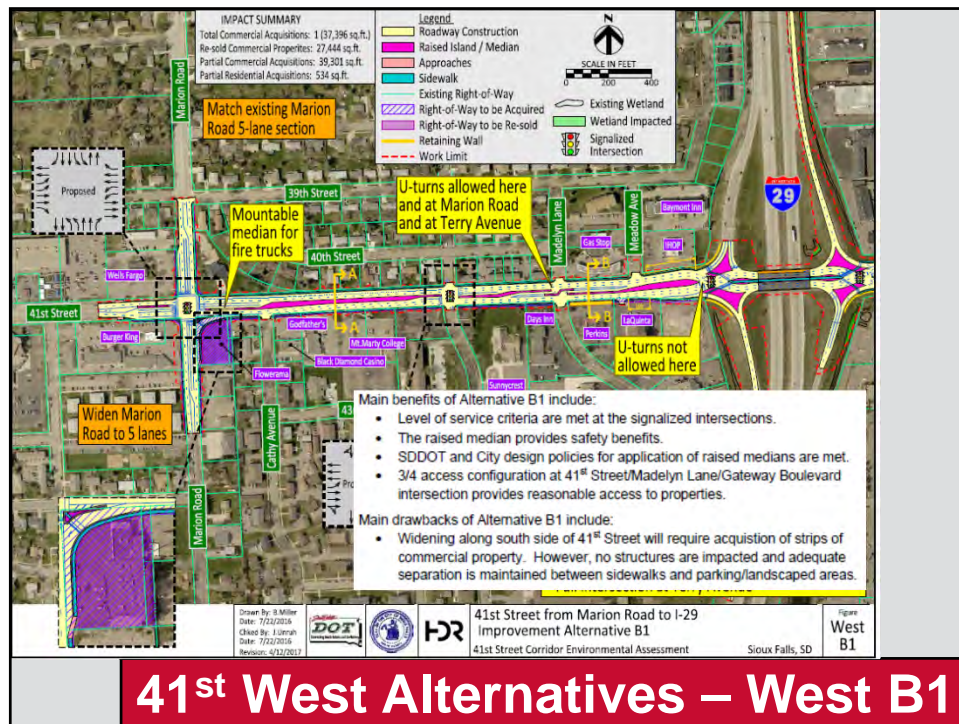 IMPACT SUMMARY
Total Commercial Acquisitions: 1 (37,396 sq.ft.)
Re-sold Commercial Properites: 27,444 sq.ft.
Partial Commercial Acquisitions: 39,301 sq.ft.
Partial Residential Acquisitions: 534 sq.ft.
Legend
Roadway Construction
Raised Island / Median
Approaches
Sidewalk
Existing Right-of-Way
Right-of-Way to be Acquired
Right-of-Way to be Re-sold
Retaining Wall
Work Limit
N
SCALE IN FEET
0 200 400
Existing Wetland
Wetland Impacted
Signalized
Intersection
Marion Road
Match existing Marion
Road 5-lane section
Proposed
39th Street
U-turns allowed here
and at Marion Road
and at Terry Avenue
Madelyn Lane
Meadow Ave
Baymont Inn
29
Mountable
median for
fire trucks
40th Street
Gas Stop
IHOP
Wells Fargo
A
B
41st Street
Godfather's
A
Days Inn
B
LaQuinta
Burger King
Mt.Marty College
Perkins
Black Diamond Casino
Flowerama
Sunnycrest
U-turns not
allowed here
Widen Marion
Road to 5 lanes
Cathy Avenue
43
Marion Road
Main benefits of Alternative B1 include:
• Level of service criteria are met at the signalized intersections.
• The raised median provides safety benefits.
• SDDOT and City design policies for application of raised medians are met.
• 3/4 access configuration at 41st Street/Madelyn Lane/Gateway Boulevard
intersection provides reasonable access to properties.
Main drawbacks of Alternative B1 include:
• Widening along south side of 41st Street will require acquistion of strips of
commercial property. However, no structures are impacted and adequate
separation is maintained between sidewalks and parking/landscaped areas.
Drawn By: B.Miller
Date: 7/22/2016
Chked By: J.Unruh
Date: 7/22/2016
Revision: 4/12/2017
DOT
HDR
41st Street from Marion Road to I-29
Improvement Alternative B1
41st Street Corridor Environmental Assessment
Sioux Falls, SD
Figure
West
B1
41st West Alternatives – West B1